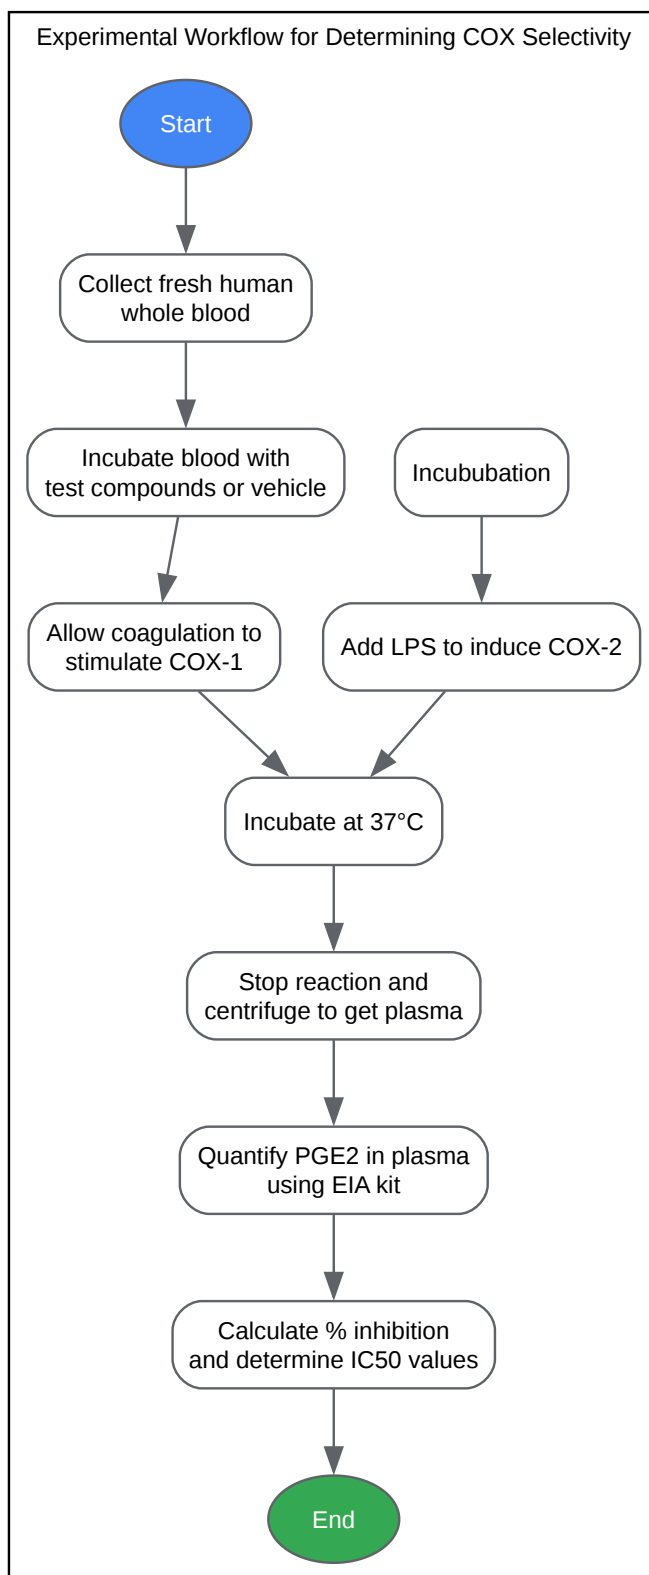 Experimental Workflow for Determining COX Selectivity
Start
Collect fresh human
whole blood
Incubate blood with
test compounds or vehicle
Incububation
Allow coagulation to
stimulate COX-1
Add LPS to induce COX-2
Incubate at 37°C
Stop reaction and
centrifuge to get plasma
Quantify PGE2 in plasma
using EIA kit
Calculate % inhibition
and determine IC50 values
End